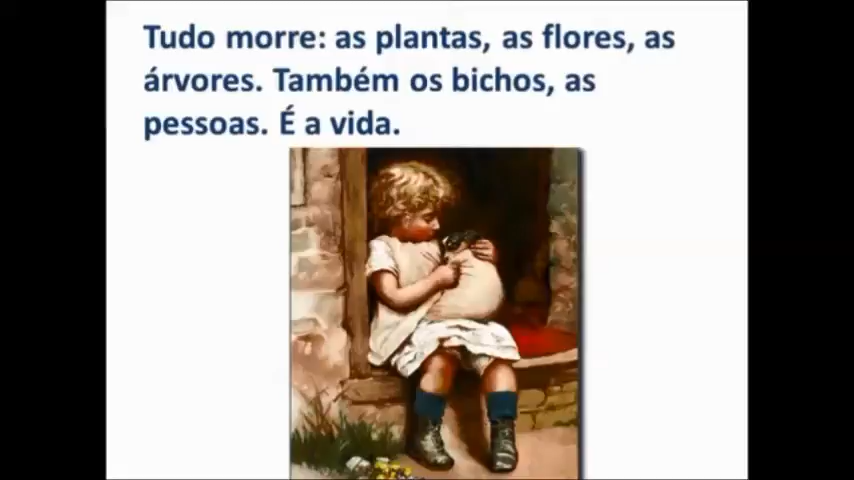 Tudo morre: as plantas, as flores, as
árvores. Também os bichos, as
pessoas. É a vida.